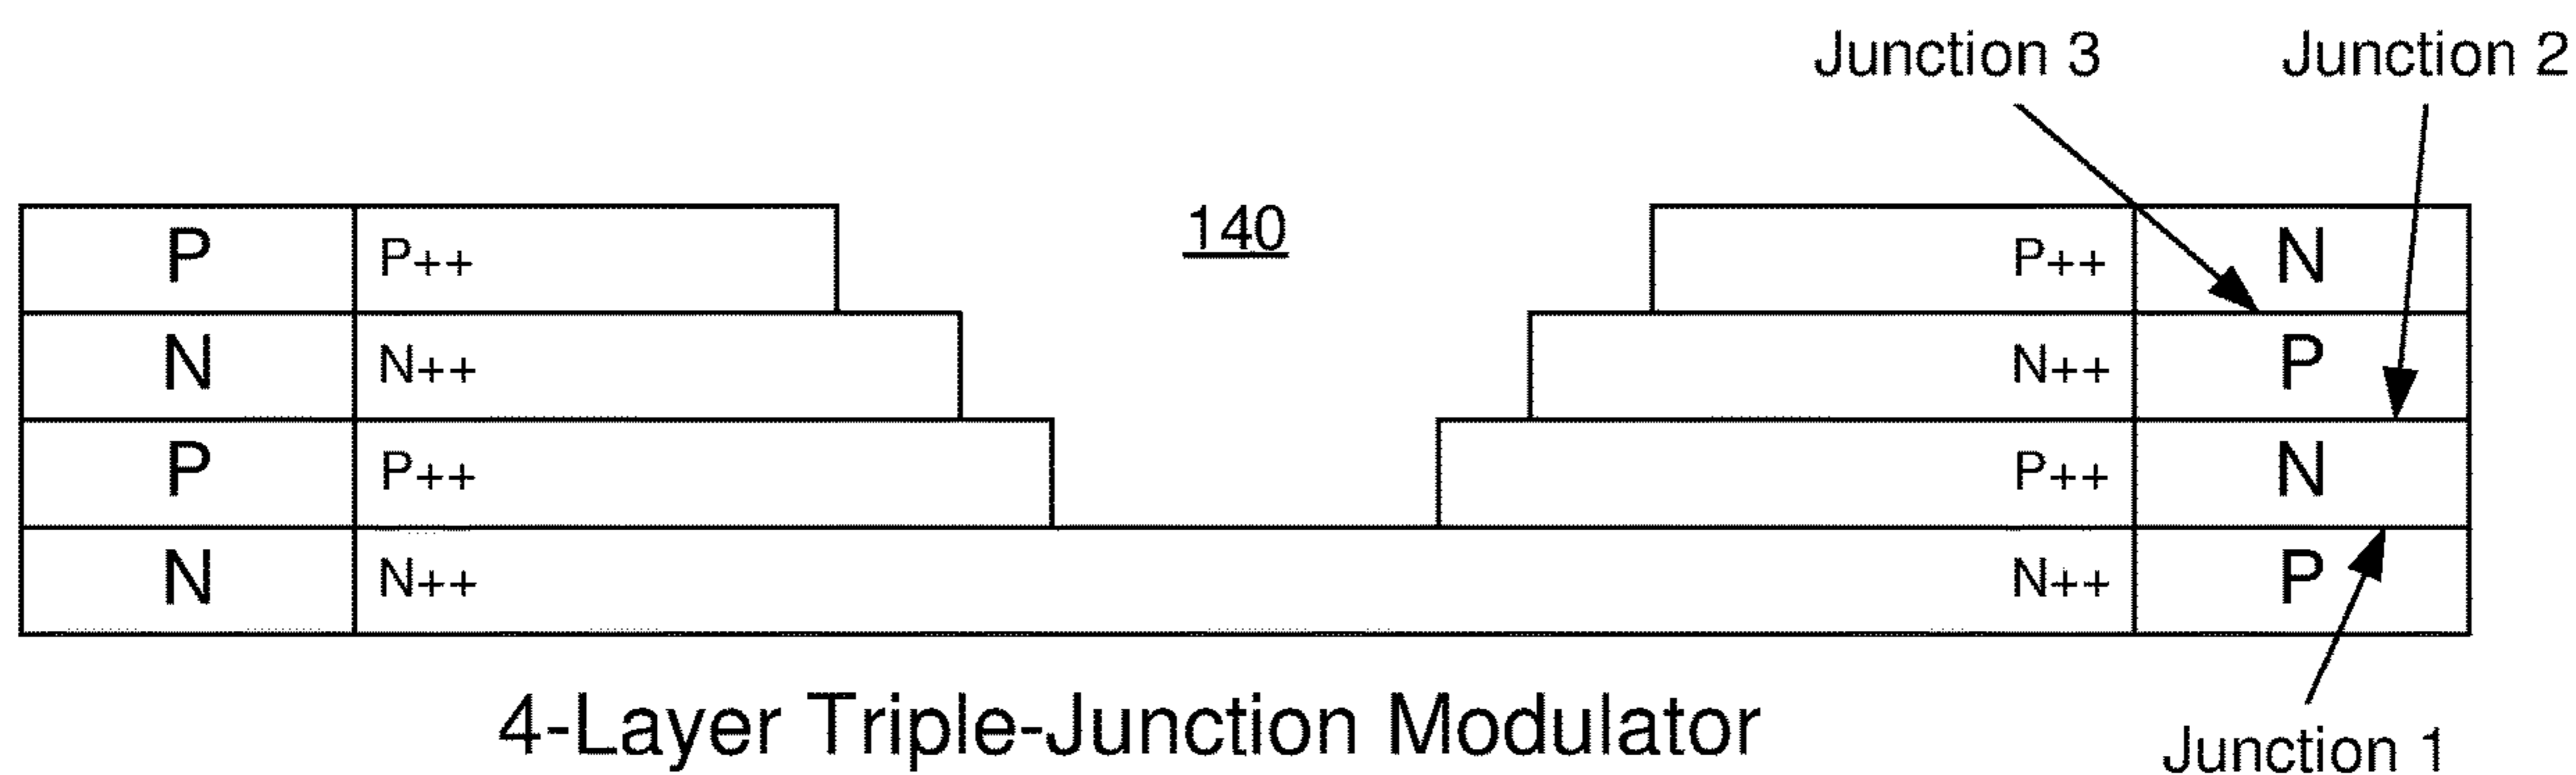 Junction 3 Junction 2
140
P P++ P++ N
N N++ N++ P
P P++ P++ N
N N++ N++ P
4-Layer Triple-Junction Modulator
Junction 1